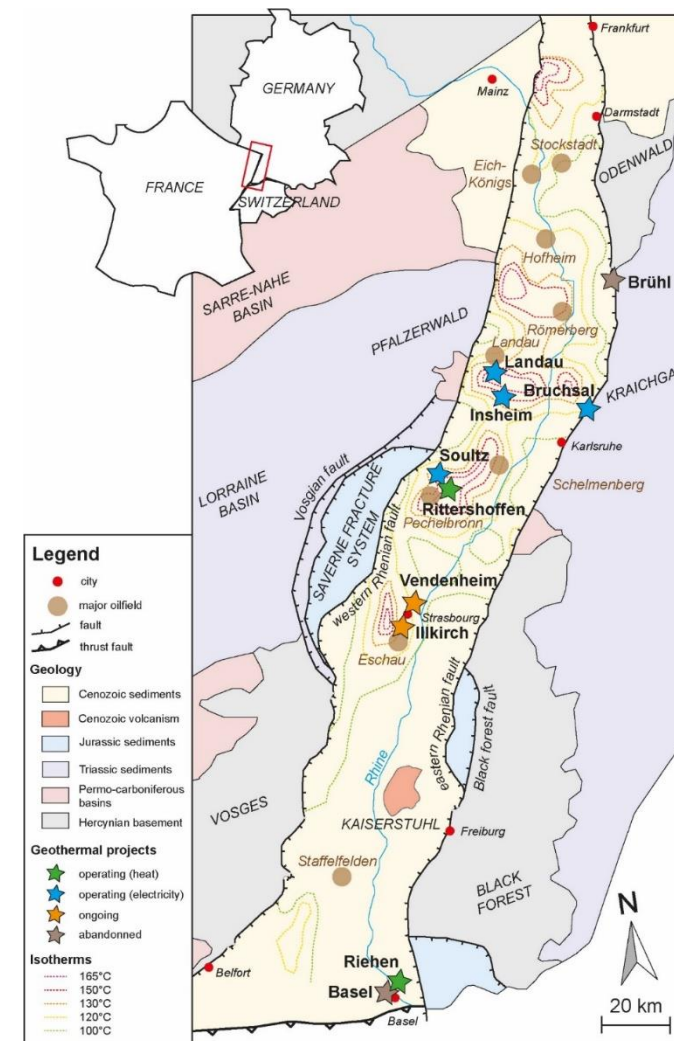 Frankfurt
GERMANY
Mainz
Darmstadt
Stockstadt
Eich-
Königs
ODENWALD
FRANCE
SWITZERLAND
Hofheim
SARRE-NAHE
BASIN
Brühl
PFALZERWALD
Römerberg
Landau
Landau
Bruchsal
KRAICHGA
Insheim
Karlsruhe
Soultz
LORRAINE
BASIN
Vosgian fault
SAVERNE FRACTURE
SYSTEM
Schelmenberg
Rittershoffen
Pechelbronn
western Rhenian fault
Vendenheim
Strasbourg
Illkirch
Eschau
eastern Rhenian fault
Black forest fault
Rhine
VOSGES
KAISERSTUHL
Freiburg
Staffelfelden
BLACK
FOREST
N
Belfort
Riehen
Basel
Basel
20 km
Legend
city
major oilfield
fault
thrust fault
Geology
Cenozoic sediments
Cenozoic volcanism
Jurassic sediments
Triassic sediments
Permo-carboniferous
basins
Hercynian basement
Geothermal projects
operating (heat)
operating (electricity)
ongoing
abandonned
Isotherms
165°C
150°C
130°C
120°C
100°C